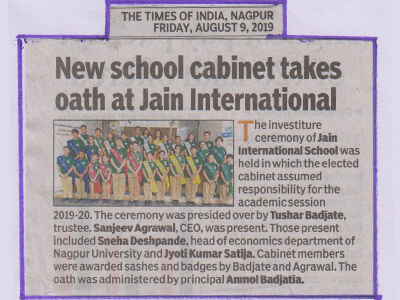 THE TIMES OF INDIA, NAGPUR
FRIDAY, AUGUST 9, 2019
New school cabinet takes
oath at Jain International
The investiture
ceremony of Jain
International School was
held in which the elected
cabinet assumed
responsibility for the
academic session
2019-20. The ceremony was presided over by Tushar Badjate,
trustee. Sanjeev Agrawal, CEO, was present. Those present
included Sneha Deshpande, head of economics department of
Nagpur University and Jyoti Kumar Satija. Cabinet members
were awarded sashes and badges by Badjate and Agrawal. The
oath was administered by principal Anmol Badjatia.